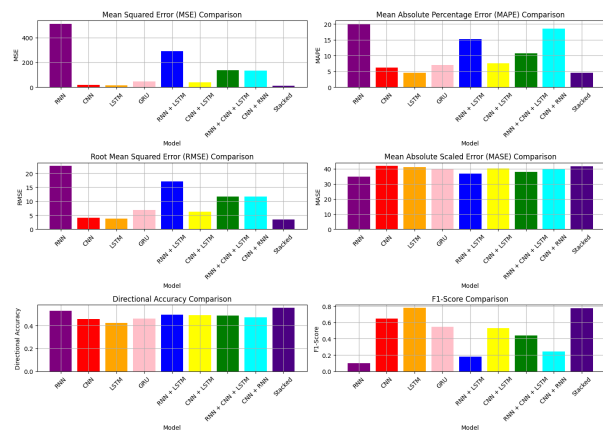 Mean Squared Error (MSE) Comparison
MSE
400
200
0
RNN
CNN
LSTM
GRU
RNN + LSTM
CNN + LSTM
RNN + CNN + LSTM
CNN + RNN
Stacked
Model
Mean Absolute Percentage Error (MAPE) Comparison
MAPE
20
15
10
5
0
RNN
CNN
LSTM
GRU
RNN + LSTM
CNN + LSTM
RNN + CNN + LSTM
CNN + RNN
Stacked
Model
Root Mean Squared Error (RMSE) Comparison
RMSE
20
15
10
5
0
RNN
CNN
LSTM
GRU
RNN + LSTM
CNN + LSTM
RNN + CNN + LSTM
CNN + RNN
Stacked
Model
Mean Absolute Scaled Error (MASE) Comparison
MASE
40
30
20
10
0
RNN
CNN
LSTM
GRU
RNN + LSTM
CNN + LSTM
RNN + CNN + LSTM
CNN + RNN
Stacked
Model
Directional Accuracy Comparison
Directional Accuracy
0.4
0.2
0.0
RNN
CNN
LSTM
GRU
RNN + LSTM
CNN + LSTM
RNN + CNN + LSTM
CNN + RNN
Stacked
Model
F1-Score Comparison
F1-Score
0.8
0.6
0.4
0.2
0.0
RNN
CNN
LSTM
GRU
RNN + LSTM
CNN + LSTM
RNN + CNN + LSTM
CNN + RNN
Stacked
Model